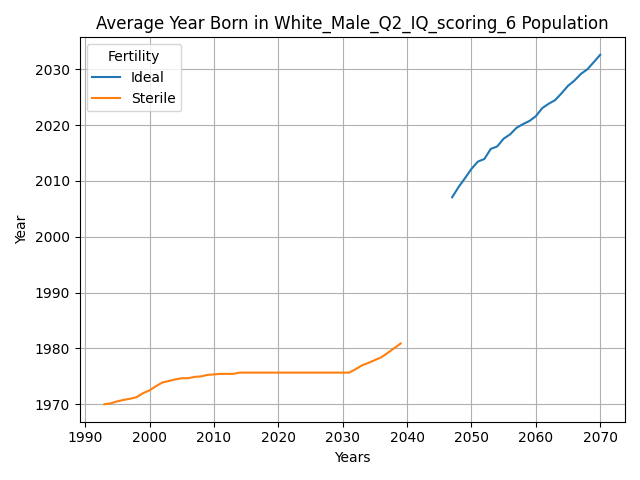 Average Year Born in White_Male_Q2_IQ_scoring_6 Population
Fertility
Ideal
Sterile
Year
2030
2020
2010
2000
1990
1980
1970
1990 2000 2010 2020 2030 2040 2050 2060 2070
Years